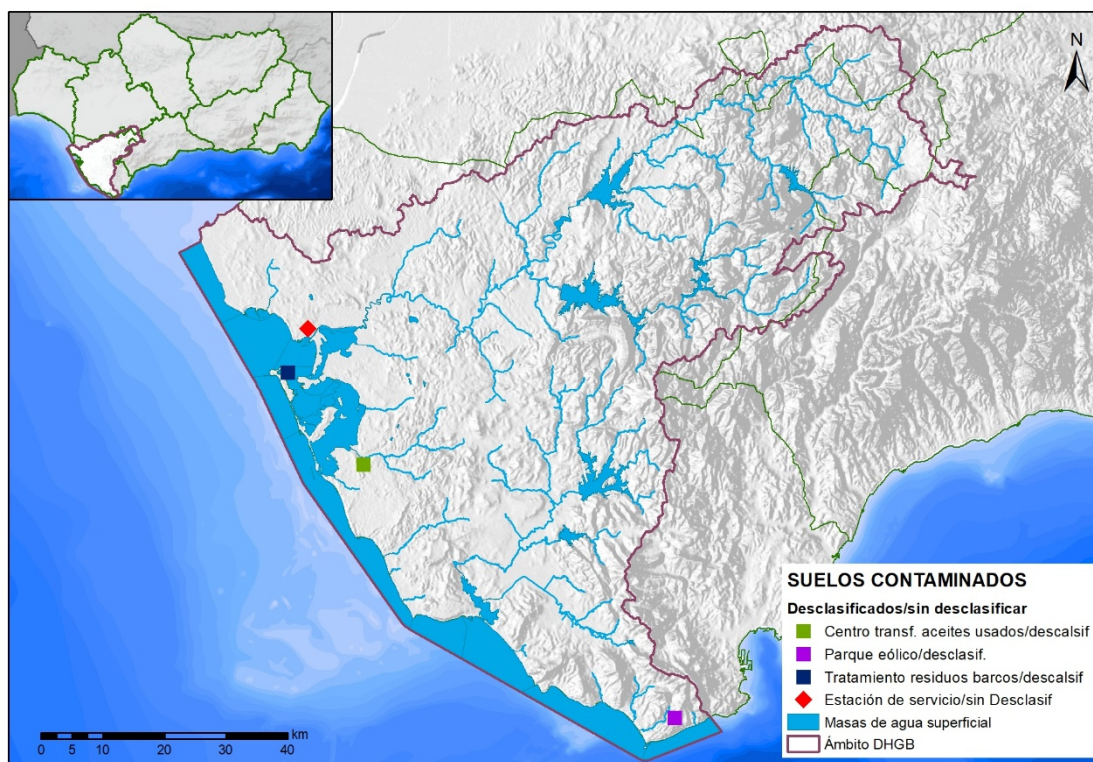 N
SUELOS CONTAMINADOS
Desclasificados/sin desclasificar
Centro transf. aceites usados/descalsif
Parque eólico/desclasif.
Tratamiento residuos barcos/descalsif
Estación de servicio/sin Desclasif
Masas de agua superficial
Ámbito DHGB
km
0 5 10 20 30 40